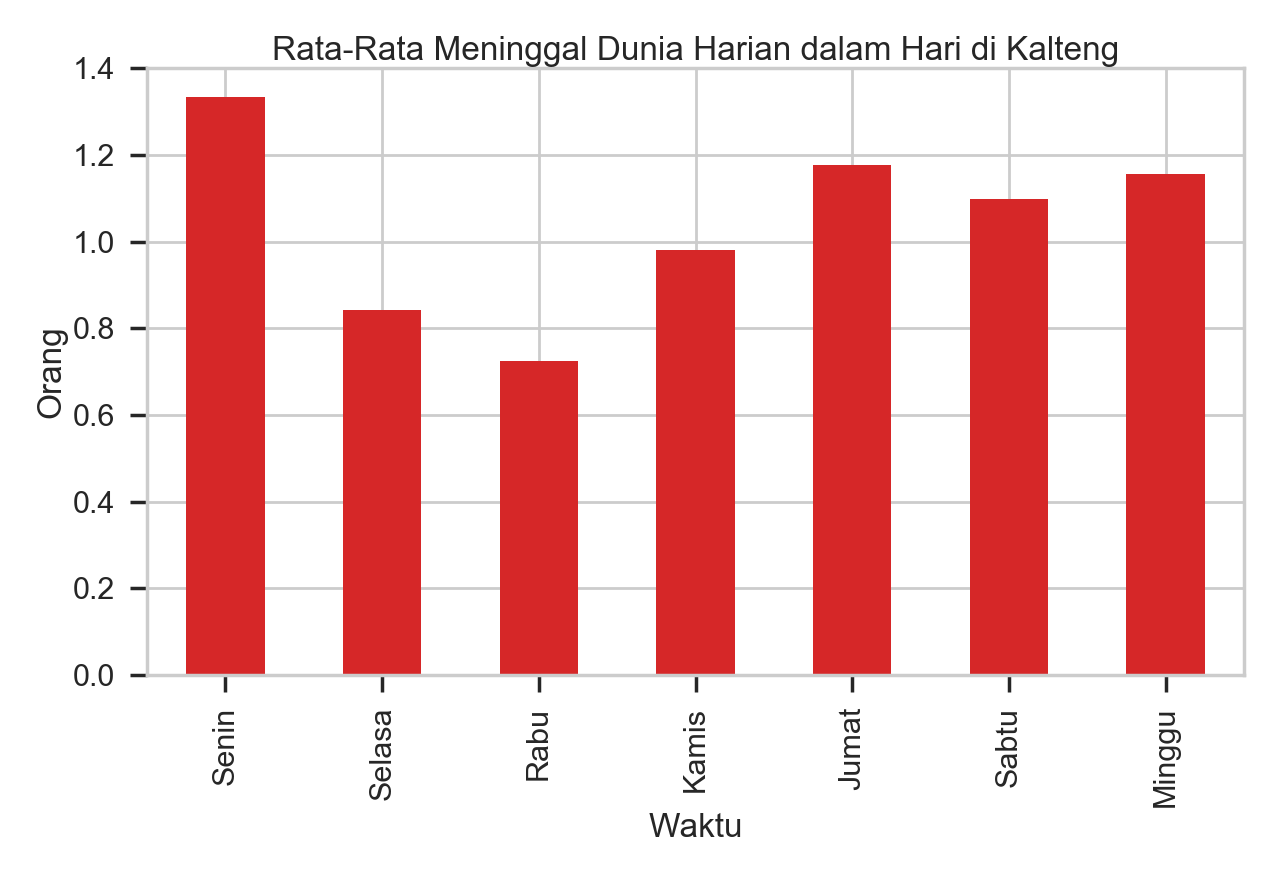 Rata-Rata Meninggal Dunia Harian dalam Hari di Kalteng
1.4
1.2
1.0
0.8
0.6
0.4
0.2
0.0
Orang
Senin
Selasa
Rabu
Kamis
Jumat
Sabtu
Minggu
Waktu